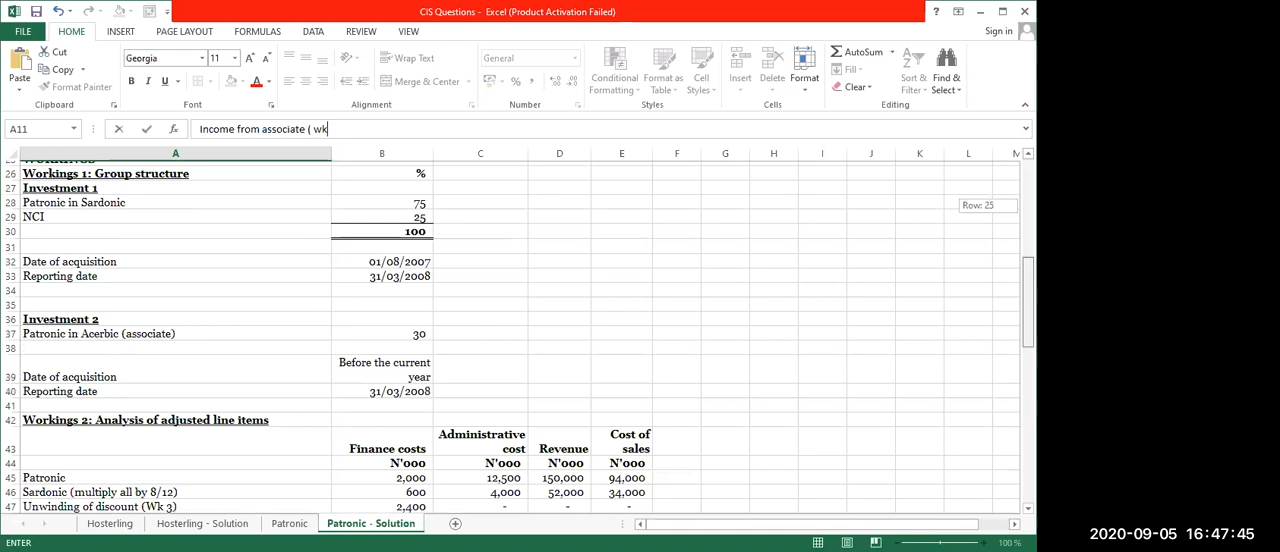 CIS Questions - Excel (Product Activation Failed)
FILE HOME INSERT PAGE LAYOUT FORMULAS DATA REVIEW VIEW Sign in
Paste Cut Copy Format Painter Clipboard
Georgia 11 Font
Wrap Text Merge & Center Alignment
General Number
Conditional Formatting Format as Table Cell Styles Styles
Insert Delete Format Cells
AutoSum Fill Clear Sort & Filter Find & Select Editing
A11 Income from associate ( wk
A B C D E F G H I J K L M
25 WORKINGS
26 Workings 1: Group structure %
27 Investment 1
28 Patronic in Sardonic 75 Row: 25
29 NCI 25
30 100
31
32 Date of acquisition 01/08/2007
33 Reporting date 31/03/2008
34
35
36 Investment 2
37 Patronic in Acerbic (associate) 30
38
39 Date of acquisition Before the current year
40 Reporting date 31/03/2008
41
42 Workings 2: Analysis of adjusted line items
43 Finance costs Administrative cost Revenue Cost of sales
44 N'000 N'000 N'000 N'000
45 Patronic 2,000 12,500 150,000 94,000
46 Sardonic (multiply all by 8/12) 600 4,000 52,000 34,000
47 Unwinding of discount (Wk 3) 2,400 - - -
Hosterling Hosterling - Solution Patronic Patronic - Solution
ENTER 100 %
2020-09-05 16:47:45